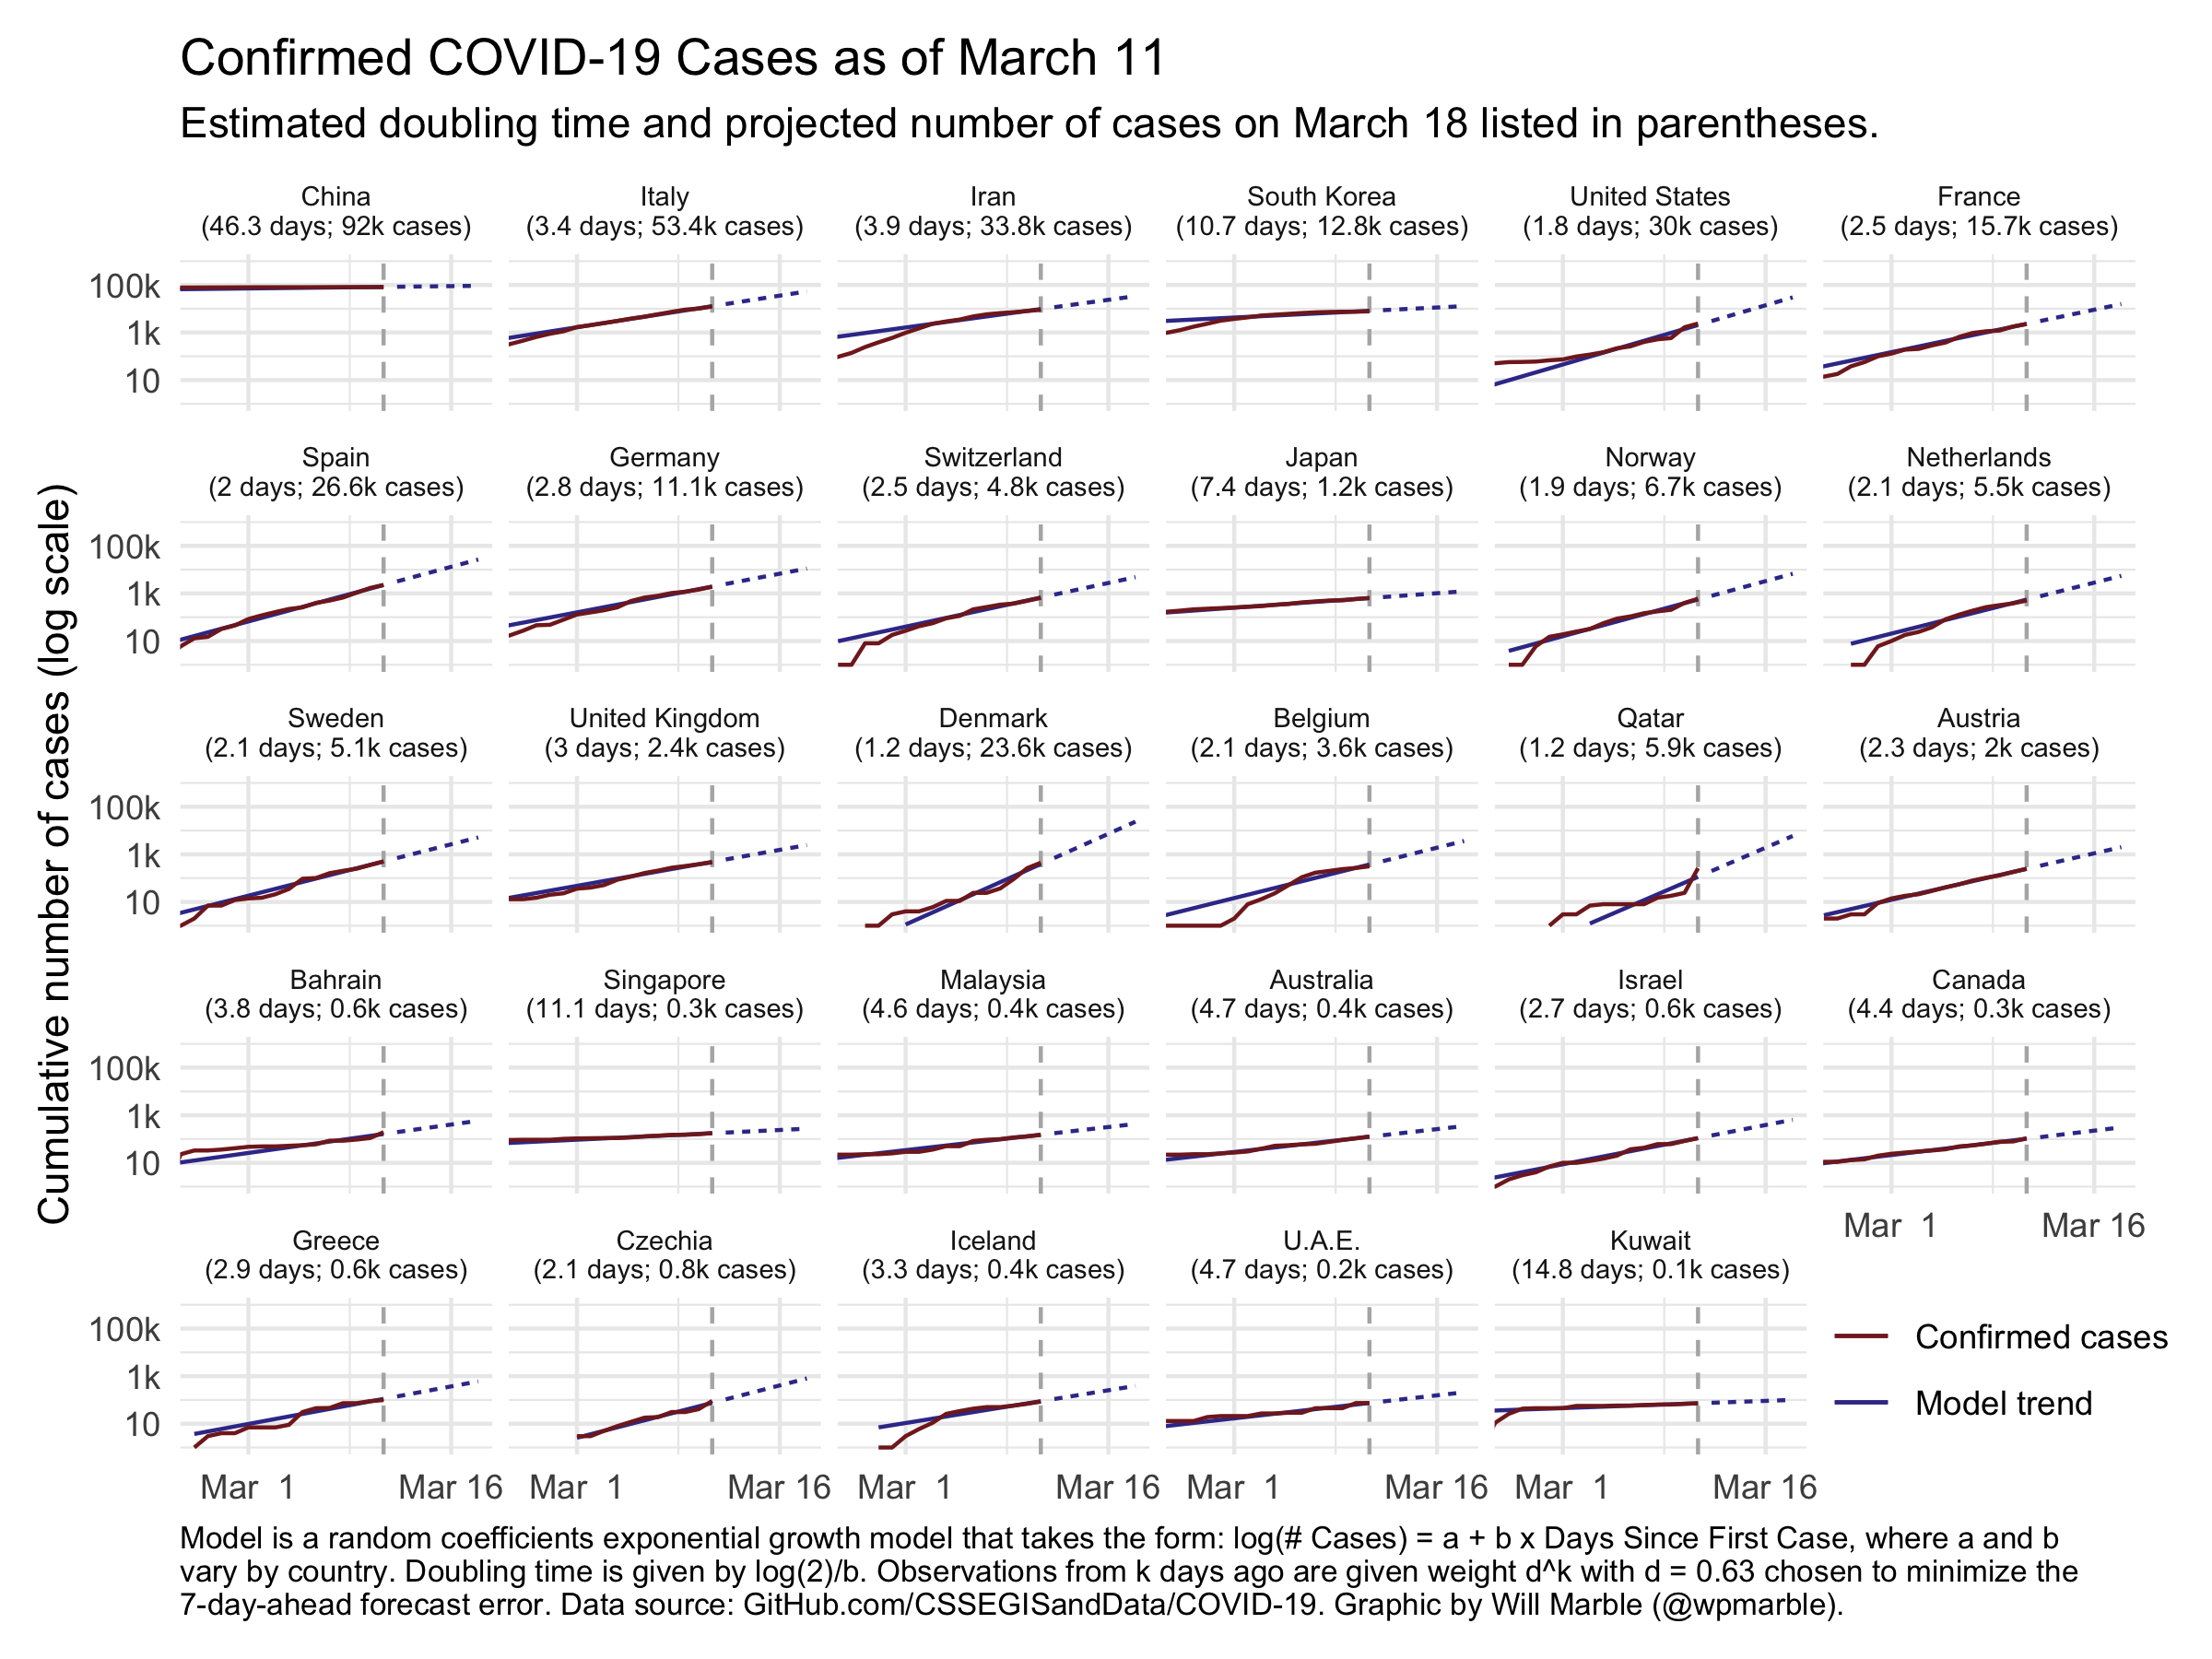 Confirmed COVID-19 Cases as of March 11
Estimated doubling time and projected number of cases on March 18 listed in parentheses.
Cumulative number of cases (log scale)
China
(46.3 days; 92k cases)
Italy
(3.4 days; 53.4k cases)
Iran
(3.9 days; 33.8k cases)
South Korea
(10.7 days; 12.8k cases)
United States
(1.8 days; 30k cases)
France
(2.5 days; 15.7k cases)
100k
1k
10
Spain
(2 days; 26.6k cases)
Germany
(2.8 days; 11.1k cases)
Switzerland
(2.5 days; 4.8k cases)
Japan
(7.4 days; 1.2k cases)
Norway
(1.9 days; 6.7k cases)
Netherlands
(2.1 days; 5.5k cases)
100k
1k
10
Sweden
(2.1 days; 5.1k cases)
United Kingdom
(3 days; 2.4k cases)
Denmark
(1.2 days; 23.6k cases)
Belgium
(2.1 days; 3.6k cases)
Qatar
(1.2 days; 5.9k cases)
Austria
(2.3 days; 2k cases)
100k
1k
10
Bahrain
(3.8 days; 0.6k cases)
Singapore
(11.1 days; 0.3k cases)
Malaysia
(4.6 days; 0.4k cases)
Australia
(4.7 days; 0.4k cases)
Israel
(2.7 days; 0.6k cases)
Canada
(4.4 days; 0.3k cases)
100k
1k
10
Mar 1 Mar 16
Greece
(2.9 days; 0.6k cases)
Czechia
(2.1 days; 0.8k cases)
Iceland
(3.3 days; 0.4k cases)
U.A.E.
(4.7 days; 0.2k cases)
Kuwait
(14.8 days; 0.1k cases)
100k
1k
10
Confirmed cases
Model trend
Mar 1 Mar 16 Mar 1 Mar 16 Mar 1 Mar 16 Mar 1 Mar 16 Mar 1 Mar 16
Model is a random coefficients exponential growth model that takes the form: log(# Cases) = a + b x Days Since First Case, where a and b
vary by country. Doubling time is given by log(2)/b. Observations from k days ago are given weight d^k with d = 0.63 chosen to minimize the
7-day-ahead forecast error. Data source: GitHub.com/CSSEGISandData/COVID-19. Graphic by Will Marble (@wpmarble).